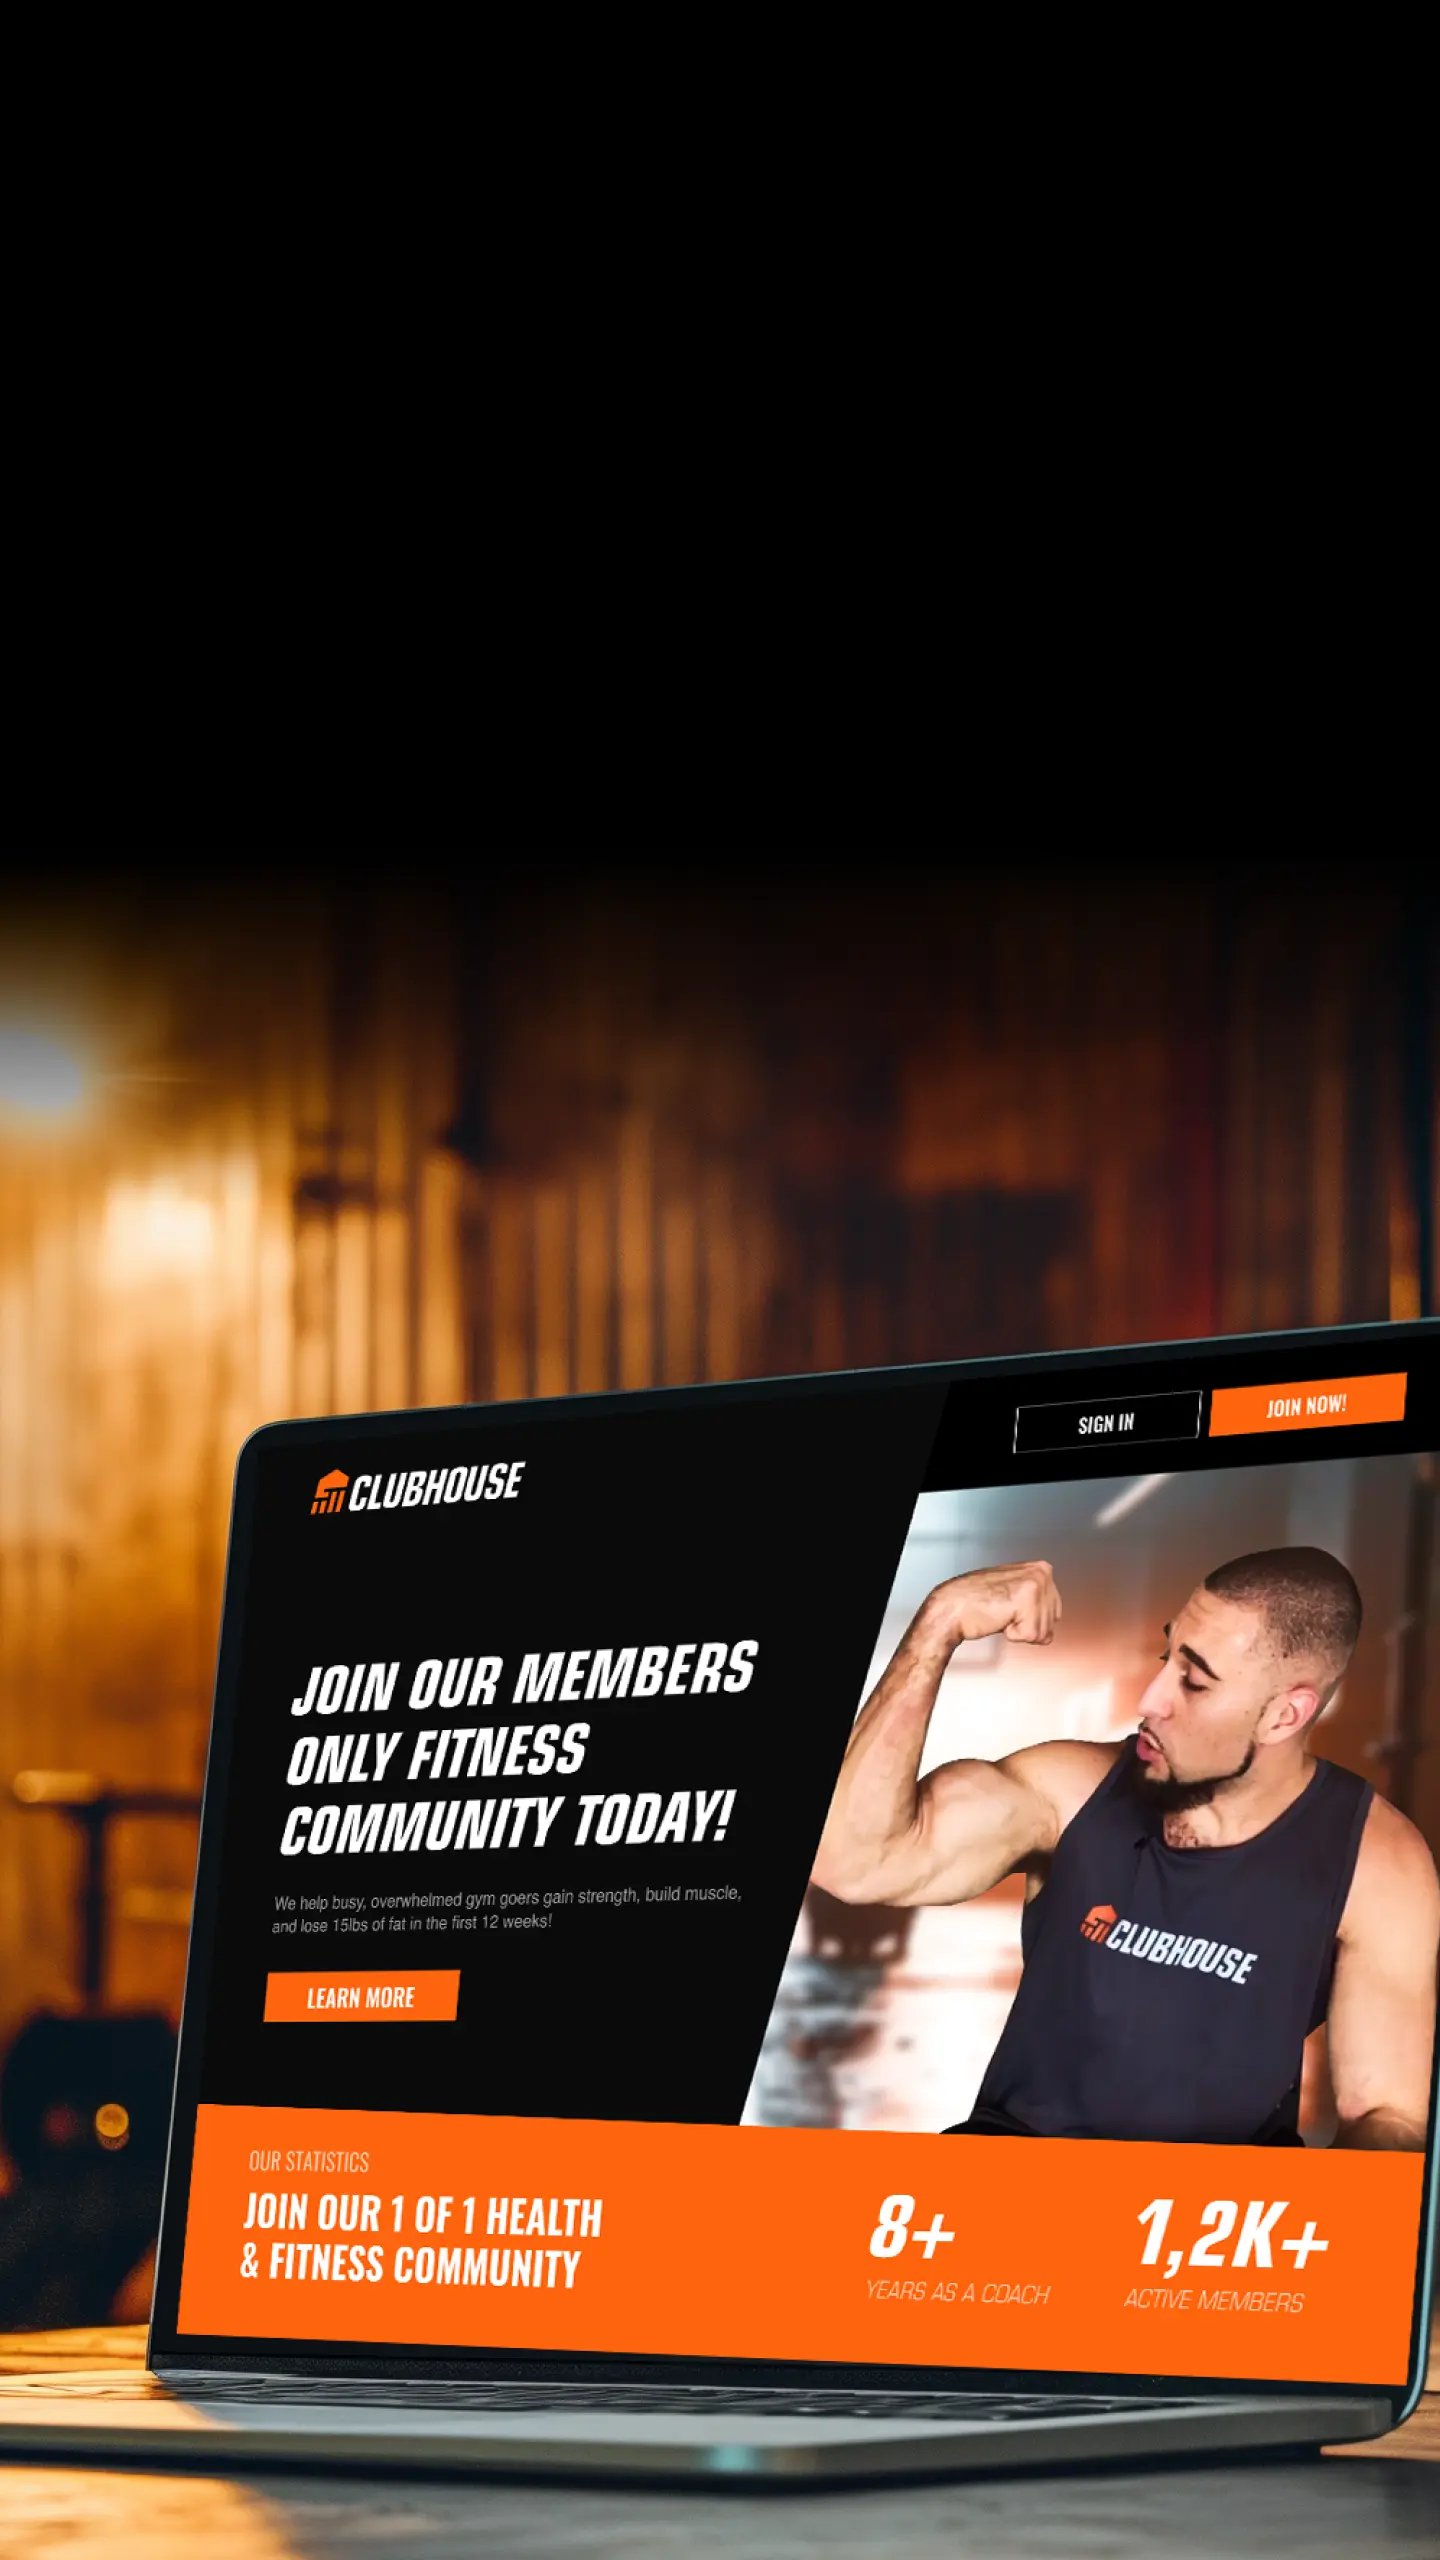 CLUBHOUSE
SIGN IN
JOIN NOW!
JOIN OUR MEMBERS
ONLY FITNESS
COMMUNITY TODAY!
We help busy, overwhelmed gym goers gain strength, build muscle,
and lose 15lbs of fat in the first 12 weeks!
LEARN MORE
CLUBHOUSE
OUR STATISTICS
JOIN OUR 1 OF 1 HEALTH
& FITNESS COMMUNITY
8+
YEARS AS A COACH
1,2K+
ACTIVE MEMBERS